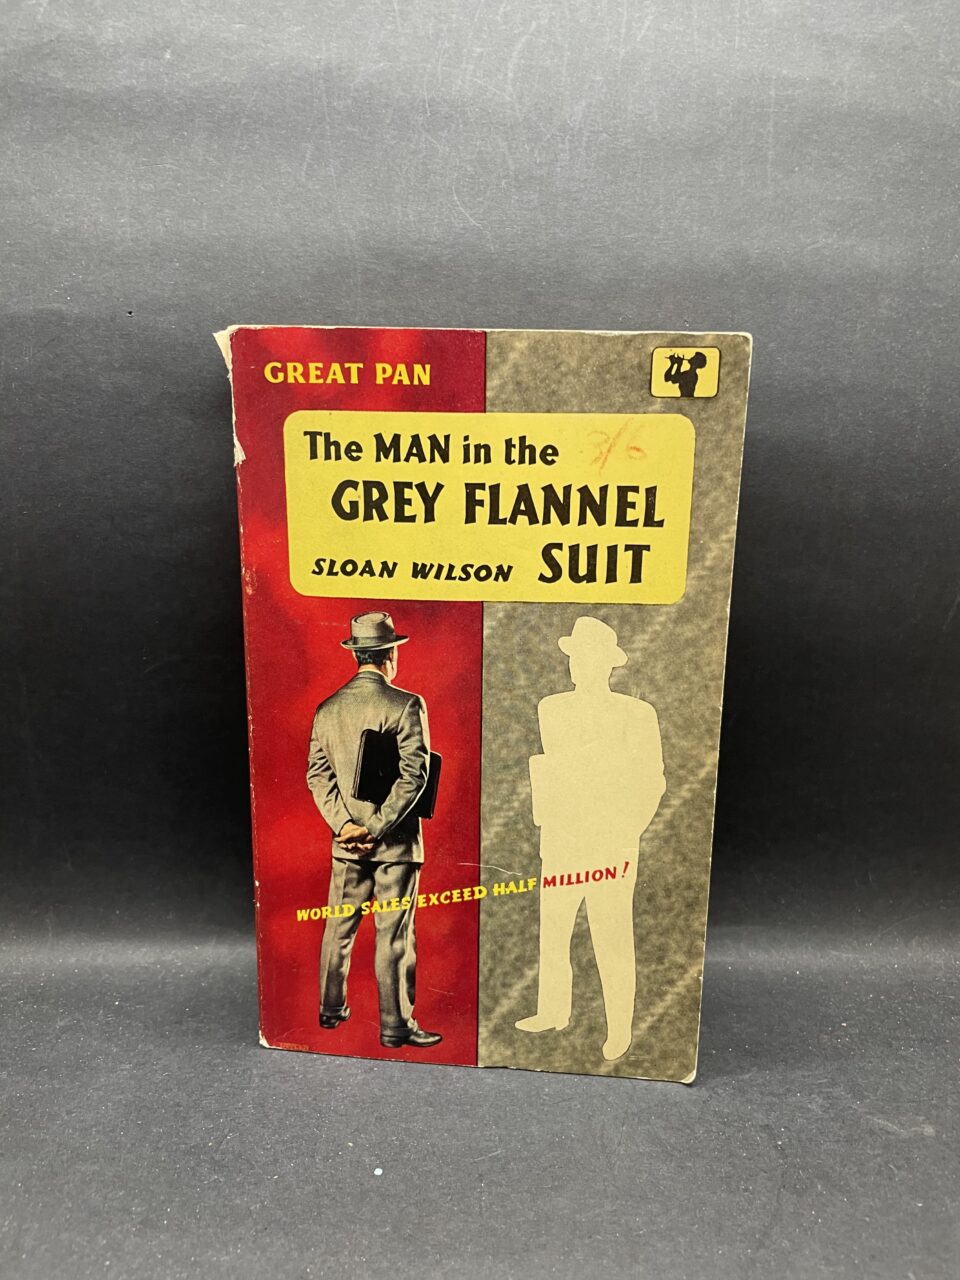 GREAT PAN
The MAN in the
3/6
GREY FLANNEL
SLOAN WILSON SUIT
WORLD SALES EXCEED HALF MILLION!